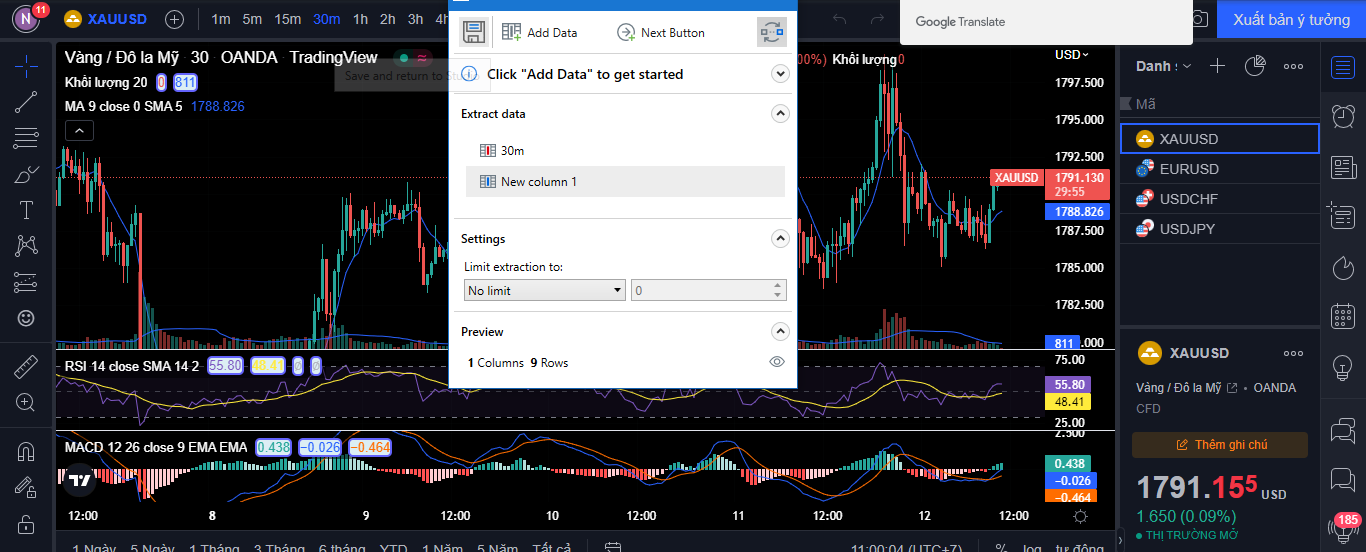 N
11
XAUUSD
1m 5m 15m 30m 1h 2h 3h
Add Data
Next Button
Google Translate
Xuất bản ý tưởng
Vàng / Đô la Mỹ · 30 · OANDA · TradingView
Khối lượng 20 0 811
MA 9 close 0 SMA 5 1788.826
Save and return to
Click "Add Data" to get started
Extract data
30m
New column 1
Settings
Limit extraction to:
No limit
0
Preview
1 Columns 9 Rows
00%) Khối lượng0
USD
1797.500
1795.000
1792.500
XAUUSD
1791.130
29:55
1788.826
1787.500
1785.000
1782.500
811
.000
RSI 14 close SMA 14 2 55.80 48.41 0 0
75.00
55.80
48.41
25.00
MACD 12 26 close 9 EMA EMA 0.438 −0.026 −0.464
2.500
0.438
−0.026
−0.464
12:00 8 9 12:00 10 12:00 11 12:00 12 12:00
1 Ngày 5 Ngày 1 Tháng 3 Tháng 6 tháng YTD 1 Năm 5 Năm Tất cả
11:00:04 (UTC+7)
% log tự động
Danh
Mã
XAUUSD
EURUSD
USDCHF
USDJPY
XAUUSD
Vàng / Đô la Mỹ • OANDA
CFD
Thêm ghi chú
1791.155 USD
1.650 (0.09%)
THỊ TRƯỜNG MỞ
185